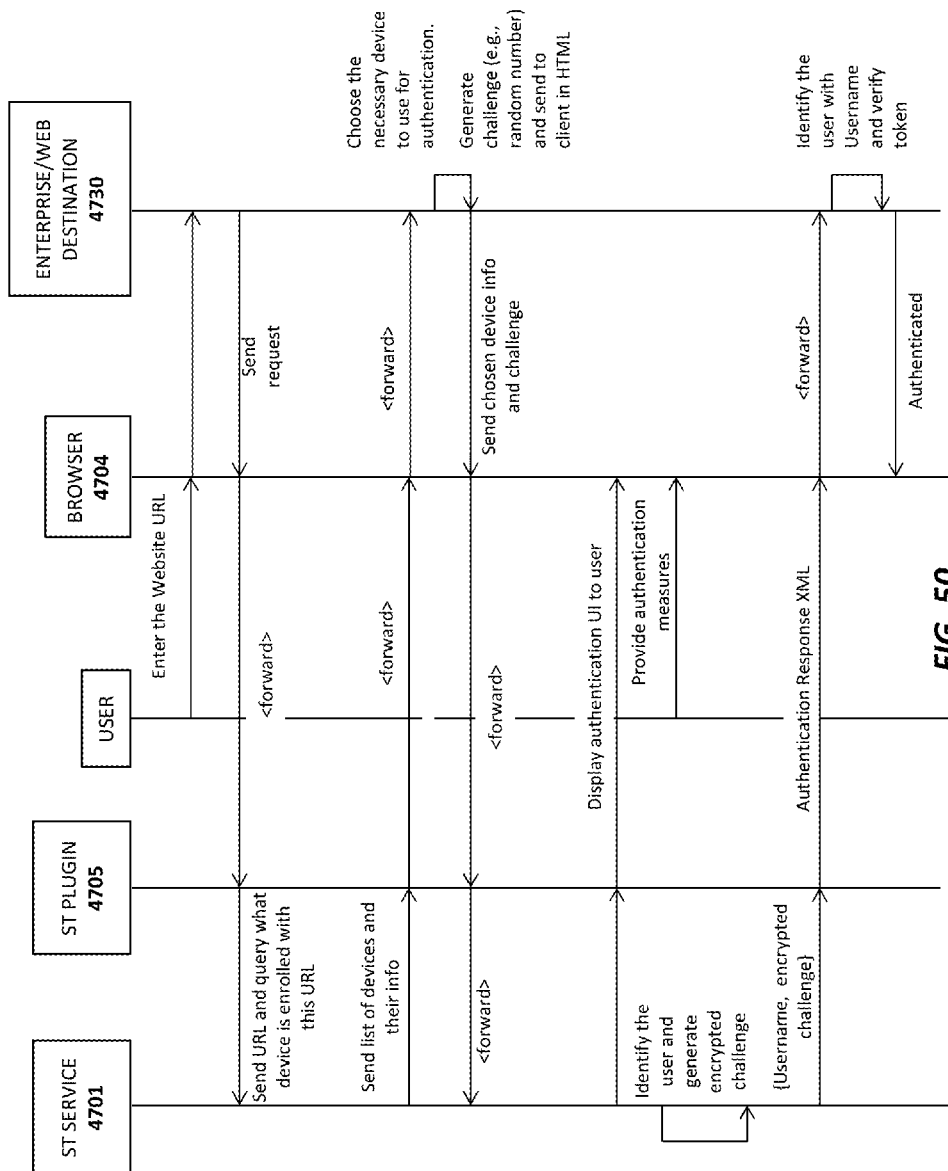 ST SERVICE
4701
ST PLUGIN
4705
USER
BROWSER
4704
ENTERPRISE/WEB
DESTINATION
4730
Enter the Website URL
Send
request
<forward>
Send URL and query what
device is enrolled with
this URL
Send list of devices and
their info
<forward>
<forward>
Choose the
necessary device
to use for
authentication.
Generate
challenge (e.g.,
random number)
and send to
client in HTML
Send chosen device info
and challenge
<forward>
<forward>
Display authentication UI to user
Provide authentication
measures
Identify the
user and
generate
encrypted
challenge
{Username, encrypted
challenge}
Authentication Response XML
<forward>
Identify the
user with
Username
and verify
token
Authenticated
FIG. 50